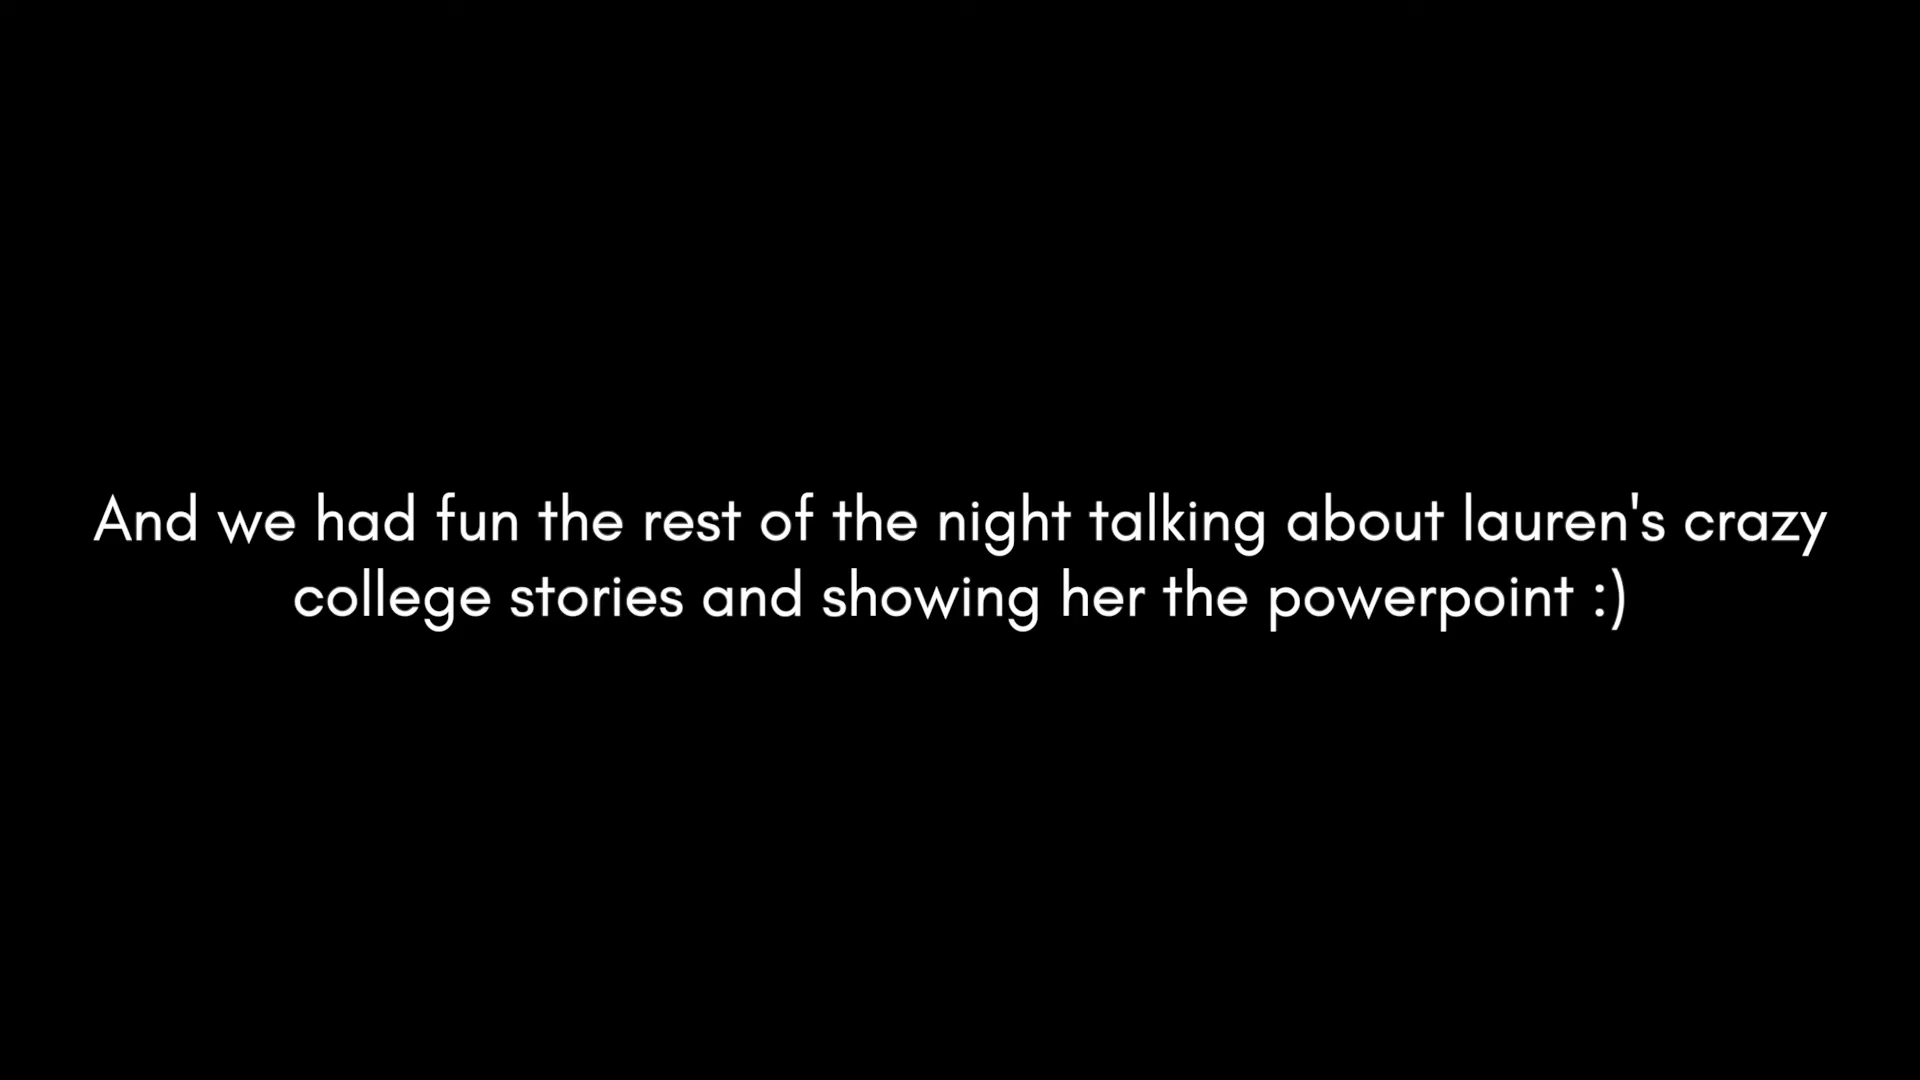 And we had fun the rest of the night talking about lauren's crazy
college stories and showing her the powerpoint :)